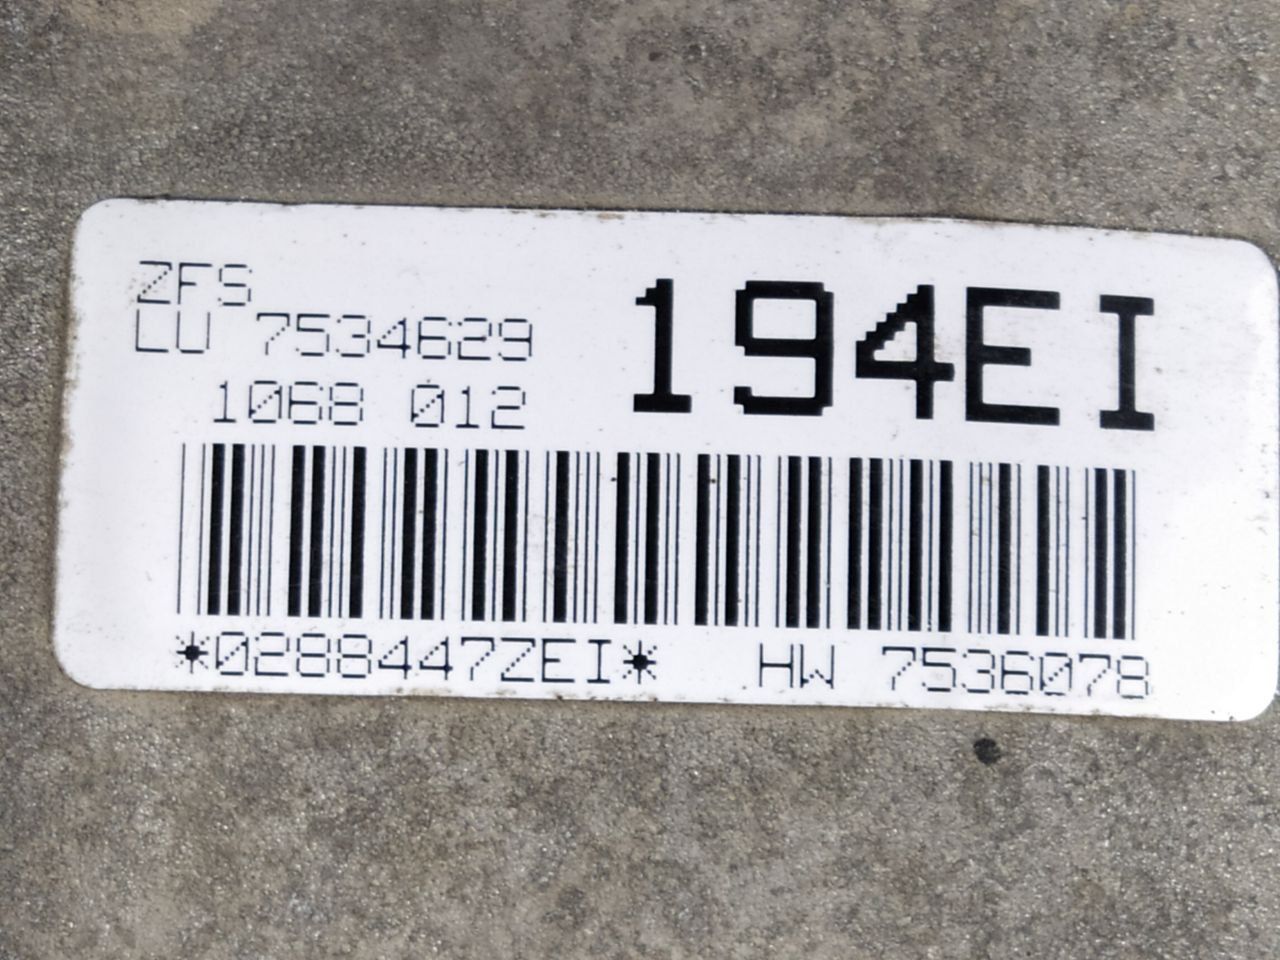 ZFS
LU 7534629
1068 012
194EI
*0288447ZEI* HW 7536078